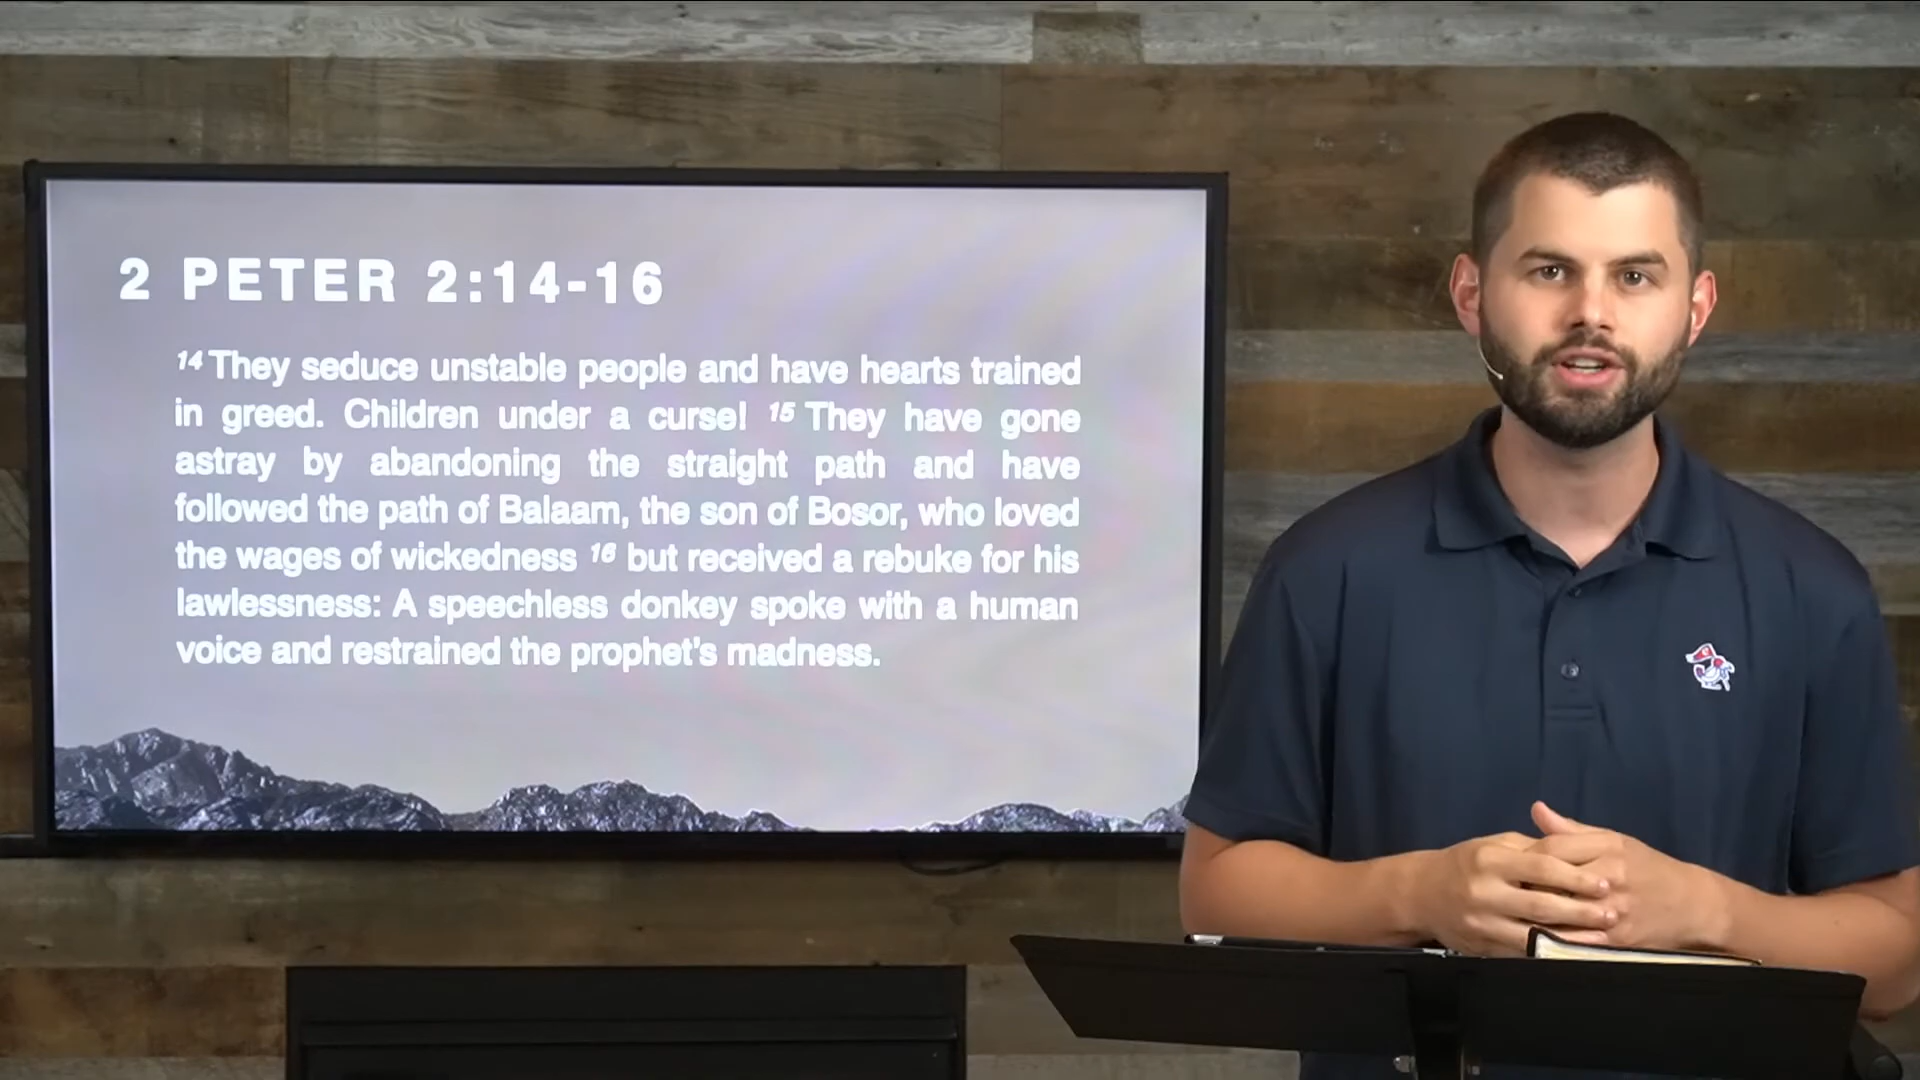 2 PETER 2:14-16
14 They seduce unstable people and have hearts trained
in greed. Children under a curse! 15 They have gone
astray by abandoning the straight path and have
followed the path of Balaam, the son of Bosor, who loved
the wages of wickedness 16 but received a rebuke for his
lawlessness: A speechless donkey spoke with a human
voice and restrained the prophet's madness.